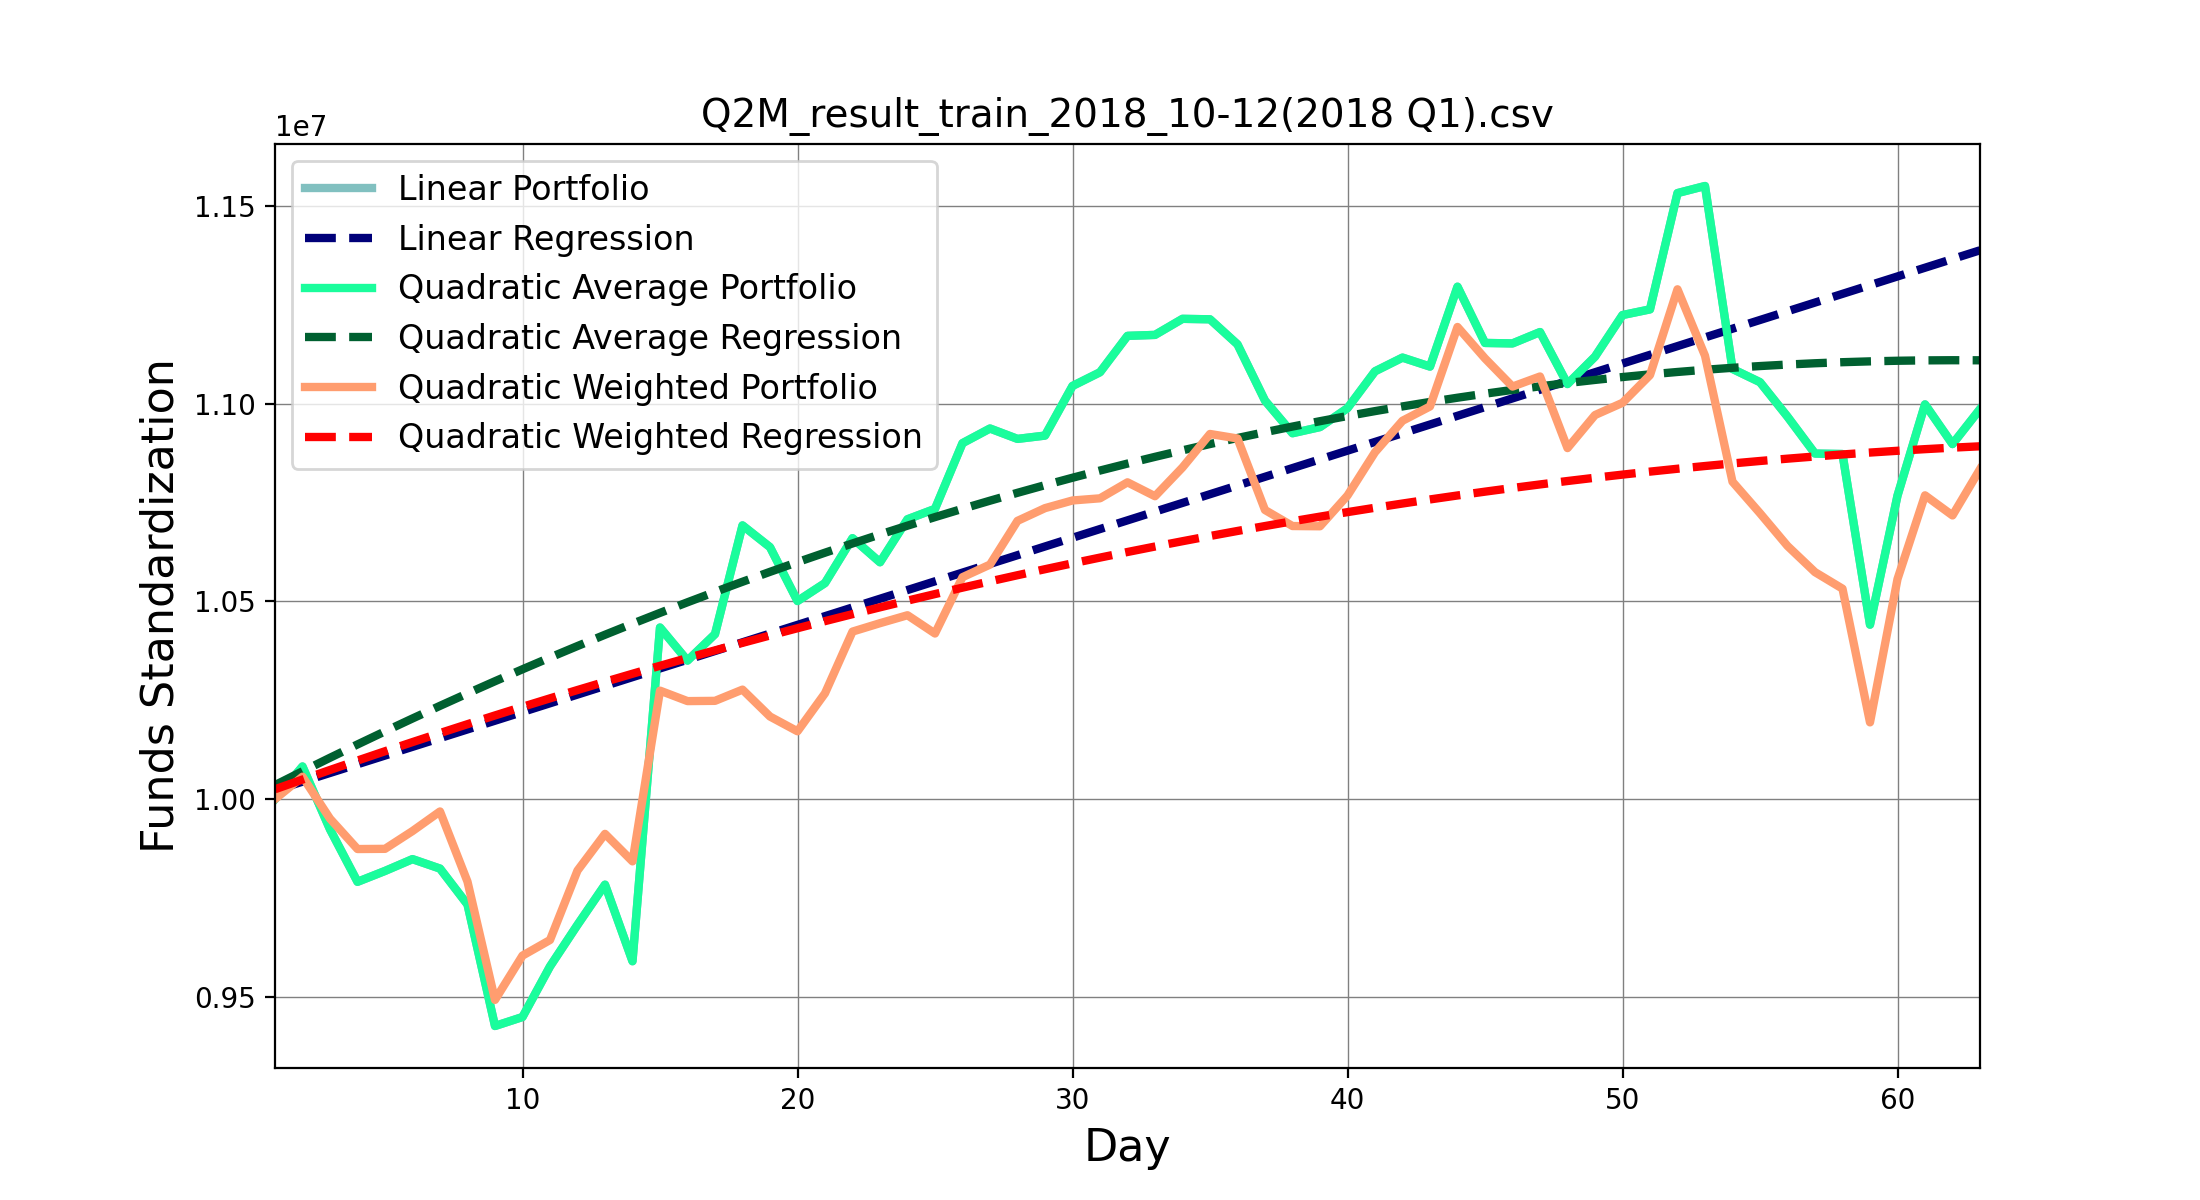 Q2M_result_train_2018_10-12(2018 Q1).csv
1e7
Linear Portfolio
Linear Regression
Quadratic Average Portfolio
Quadratic Average Regression
Quadratic Weighted Portfolio
Quadratic Weighted Regression
1.15
1.10
1.05
1.00
0.95
Funds Standardization
10 20 30 40 50 60
Day